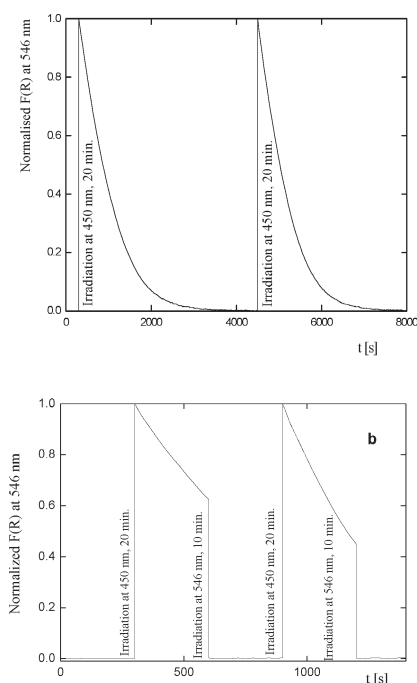 Normalised F(R) at 546 nm
1.0
0.8
0.6
0.4
0.2
0.0
Irradiation at 450 nm, 20 min.
Irradiation at 450 nm, 20 min.
0
2000
4000
6000
8000
t [s]
Normalized F(R) at 546 nm
1.0
0.8
0.6
0.4
0.2
0.0
b
Irradiation at 450 nm, 20 min.
Irradiation at 546 nm, 10 min.
Irradiation at 450 nm, 20 min.
Irradiation at 546 nm, 10 min.
0
500
1000
t [s]